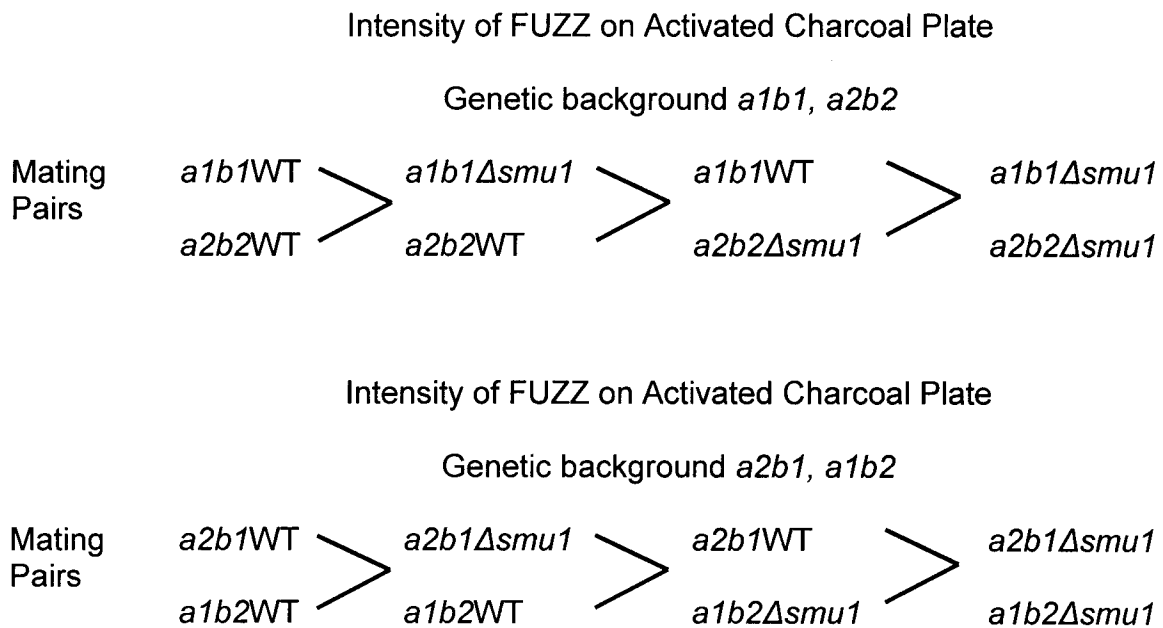 Intensity of FUZZ on Activated Charcoal Plate
Genetic background a1b1, a2b2
Mating Pairs
a1b1WT > a1b1Δsmu1 > a1b1WT > a1b1Δsmu1
a2b2WT a2b2WT a2b2Δsmu1 a2b2Δsmu1
Intensity of FUZZ on Activated Charcoal Plate
Genetic background a2b1, a1b2
Mating Pairs
a2b1WT > a2b1Δsmu1 > a2b1WT > a2b1Δsmu1
a1b2WT a1b2WT a1b2Δsmu1 a1b2Δsmu1